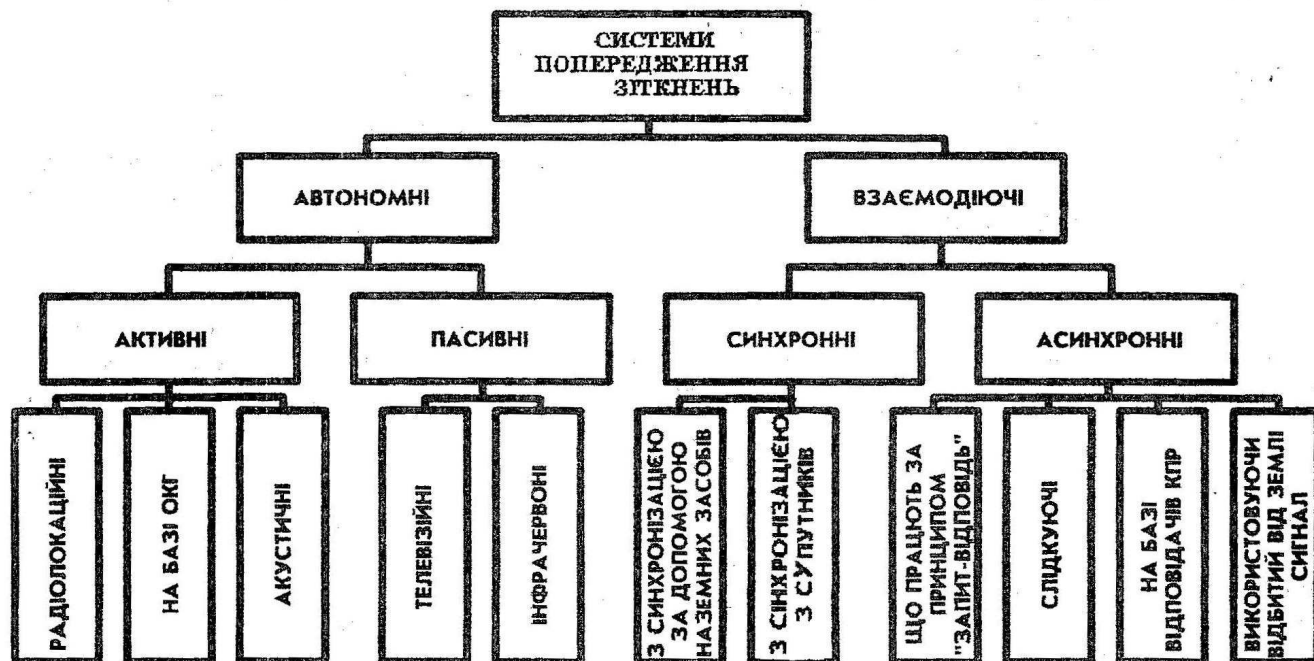 СИСТЕМИ
ПОПЕРЕДЖЕННЯ
ЗІТКНЕНЬ
АВТОНОМНІ
ВЗАЄМОДІЮЧІ
АКТИВНІ
ПАСИВНІ
СИНХРОННІ
АСИНХРОННІ
РАДІОЛОКАЦІЙНІ
НА БАЗІ ОКГ
АКУСТИЧНІ
ТЕЛЕВІЗІЙНІ
ІНФРАЧЕРВОНІ
З СИНХРОНІЗАЦІЄЮ
ЗА ДОПОМОГОЮ
НАЗЕМНИХ ЗАСОБІВ
З СІНХРОНІЗАЦІЄЮ
З СУПУТНИКІВ
ЩО ПРАЦЮЮТЬ ЗА
ПРИНЦИПОМ
"ЗАПИТ-ВІДПОВІДЬ"
СЛІДКУЮЧІ
НА БАЗІ
ВІДПОВІДАЧІВ КПР
ВИКОРИСТОВУЮЧИ
ВІДБИТИЙ ВІД ЗЕМЛІ
СИГНАЛ